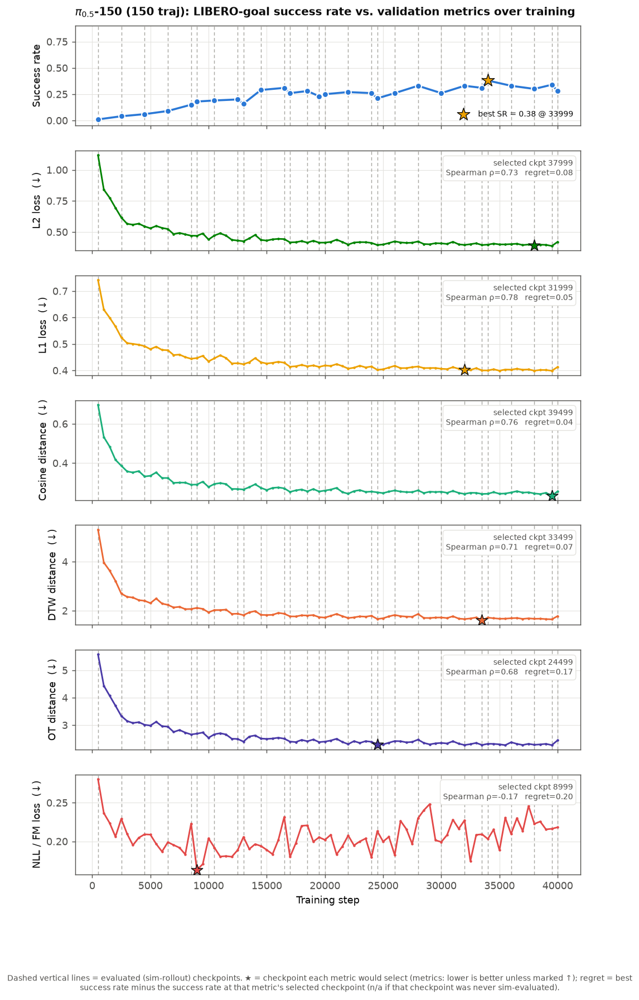 π0.5-150 (150 traj): LIBERO-goal success rate vs. validation metrics over training
Success rate
0.75
0.50
0.25
0.00
best SR = 0.38 @ 33999
L2 loss (↓)
1.00
0.75
0.50
selected ckpt 37999
Spearman ρ=0.73 regret=0.08
L1 loss (↓)
0.7
0.6
0.5
0.4
selected ckpt 31999
Spearman ρ=0.78 regret=0.05
Cosine distance (↓)
0.6
0.4
selected ckpt 39499
Spearman ρ=0.76 regret=0.04
DTW distance (↓)
4
2
selected ckpt 33499
Spearman ρ=0.71 regret=0.07
OT distance (↓)
5
4
3
selected ckpt 24499
Spearman ρ=0.68 regret=0.17
NLL / FM loss (↓)
0.25
0.20
selected ckpt 8999
Spearman ρ=-0.17 regret=0.20
0 5000 10000 15000 20000 25000 30000 35000 40000
Training step
Dashed vertical lines = evaluated (sim-rollout) checkpoints. ★ = checkpoint each metric would select (metrics: lower is better unless marked ↑); regret = best
success rate minus the success rate at that metric's selected checkpoint (n/a if that checkpoint was never sim-evaluated).